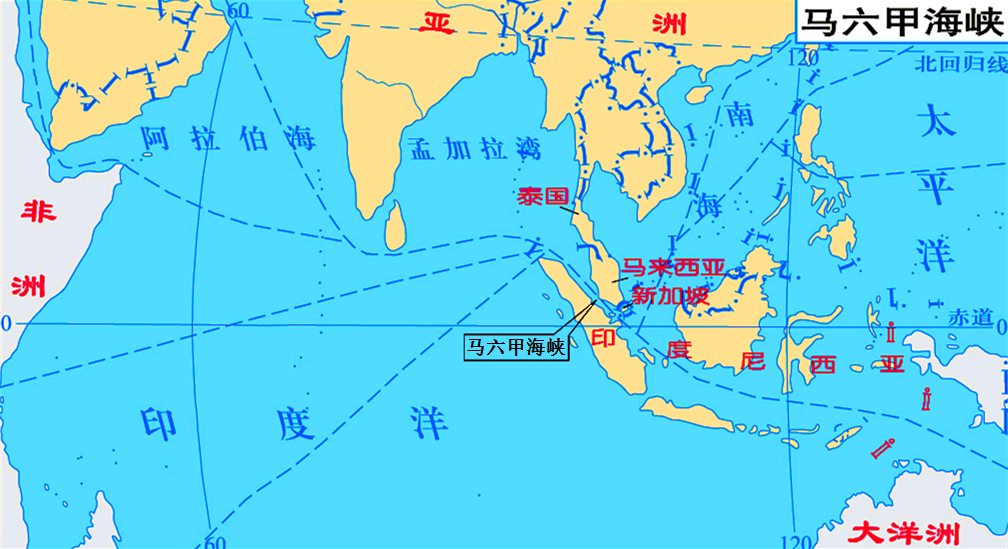 马六甲海峡
60
亚洲
120
北回归线
阿拉伯海
孟加拉湾
南海
太平洋
泰国
非洲
马来西亚
新加坡
0
赤道
0
马六甲海峡
印度尼西亚
印度洋
大洋洲
60
120